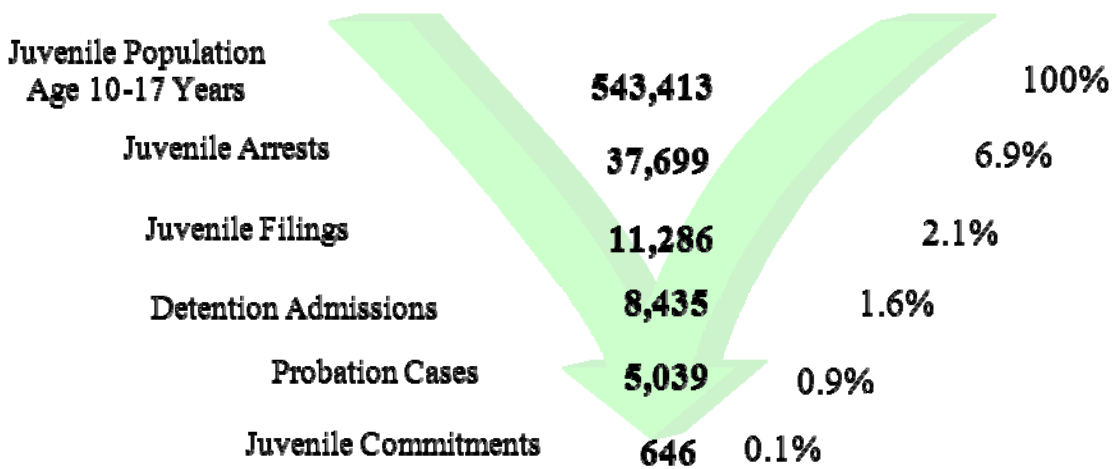 Juvenile Population
Age 10-17 Years 543,413 100%
Juvenile Arrests 37,699 6.9%
Juvenile Filings 11,286 2.1%
Detention Admissions 8,435 1.6%
Probation Cases 5,039 0.9%
Juvenile Commitments 646 0.1%